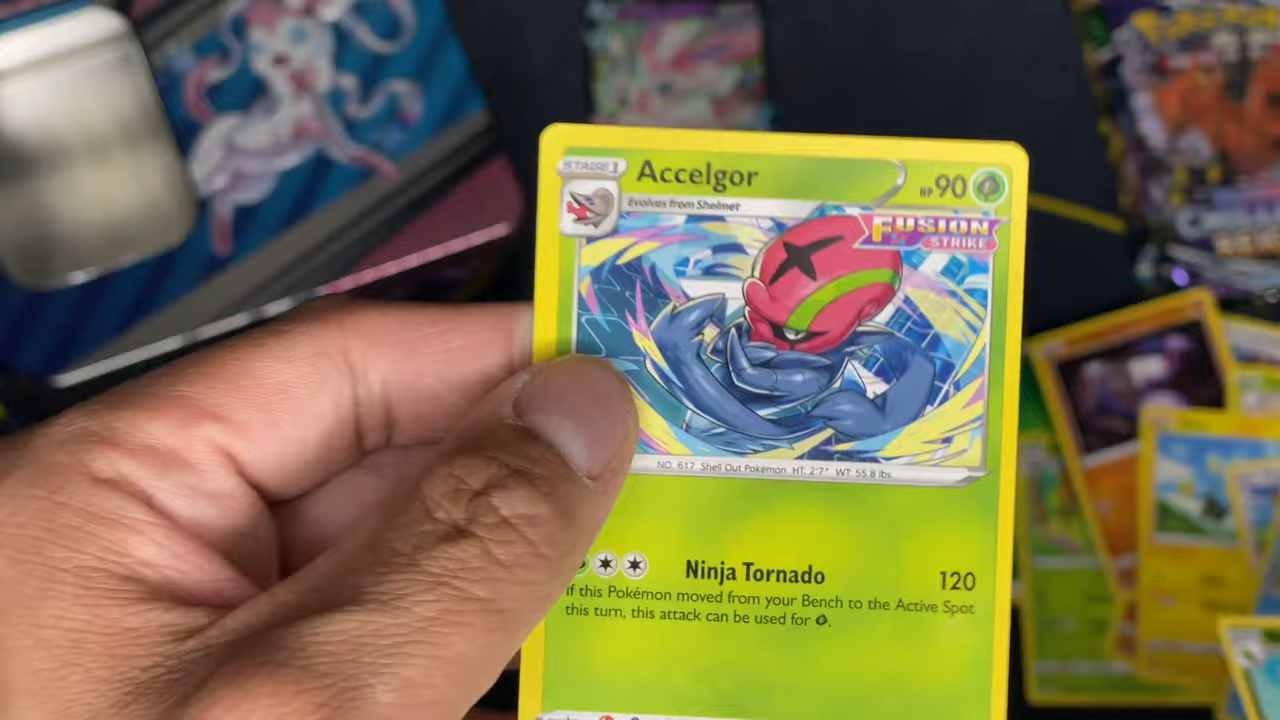 STAGE 1
Accelgor
HP 90
Evolves from Shelmet
FUSION
STRIKE
NO. 617 Shell Out Pokémon HT: 2'7" WT: 55.8 lbs.
Ninja Tornado 120
If this Pokémon moved from your Bench to the Active Spot
this turn, this attack can be used for
Pokémon